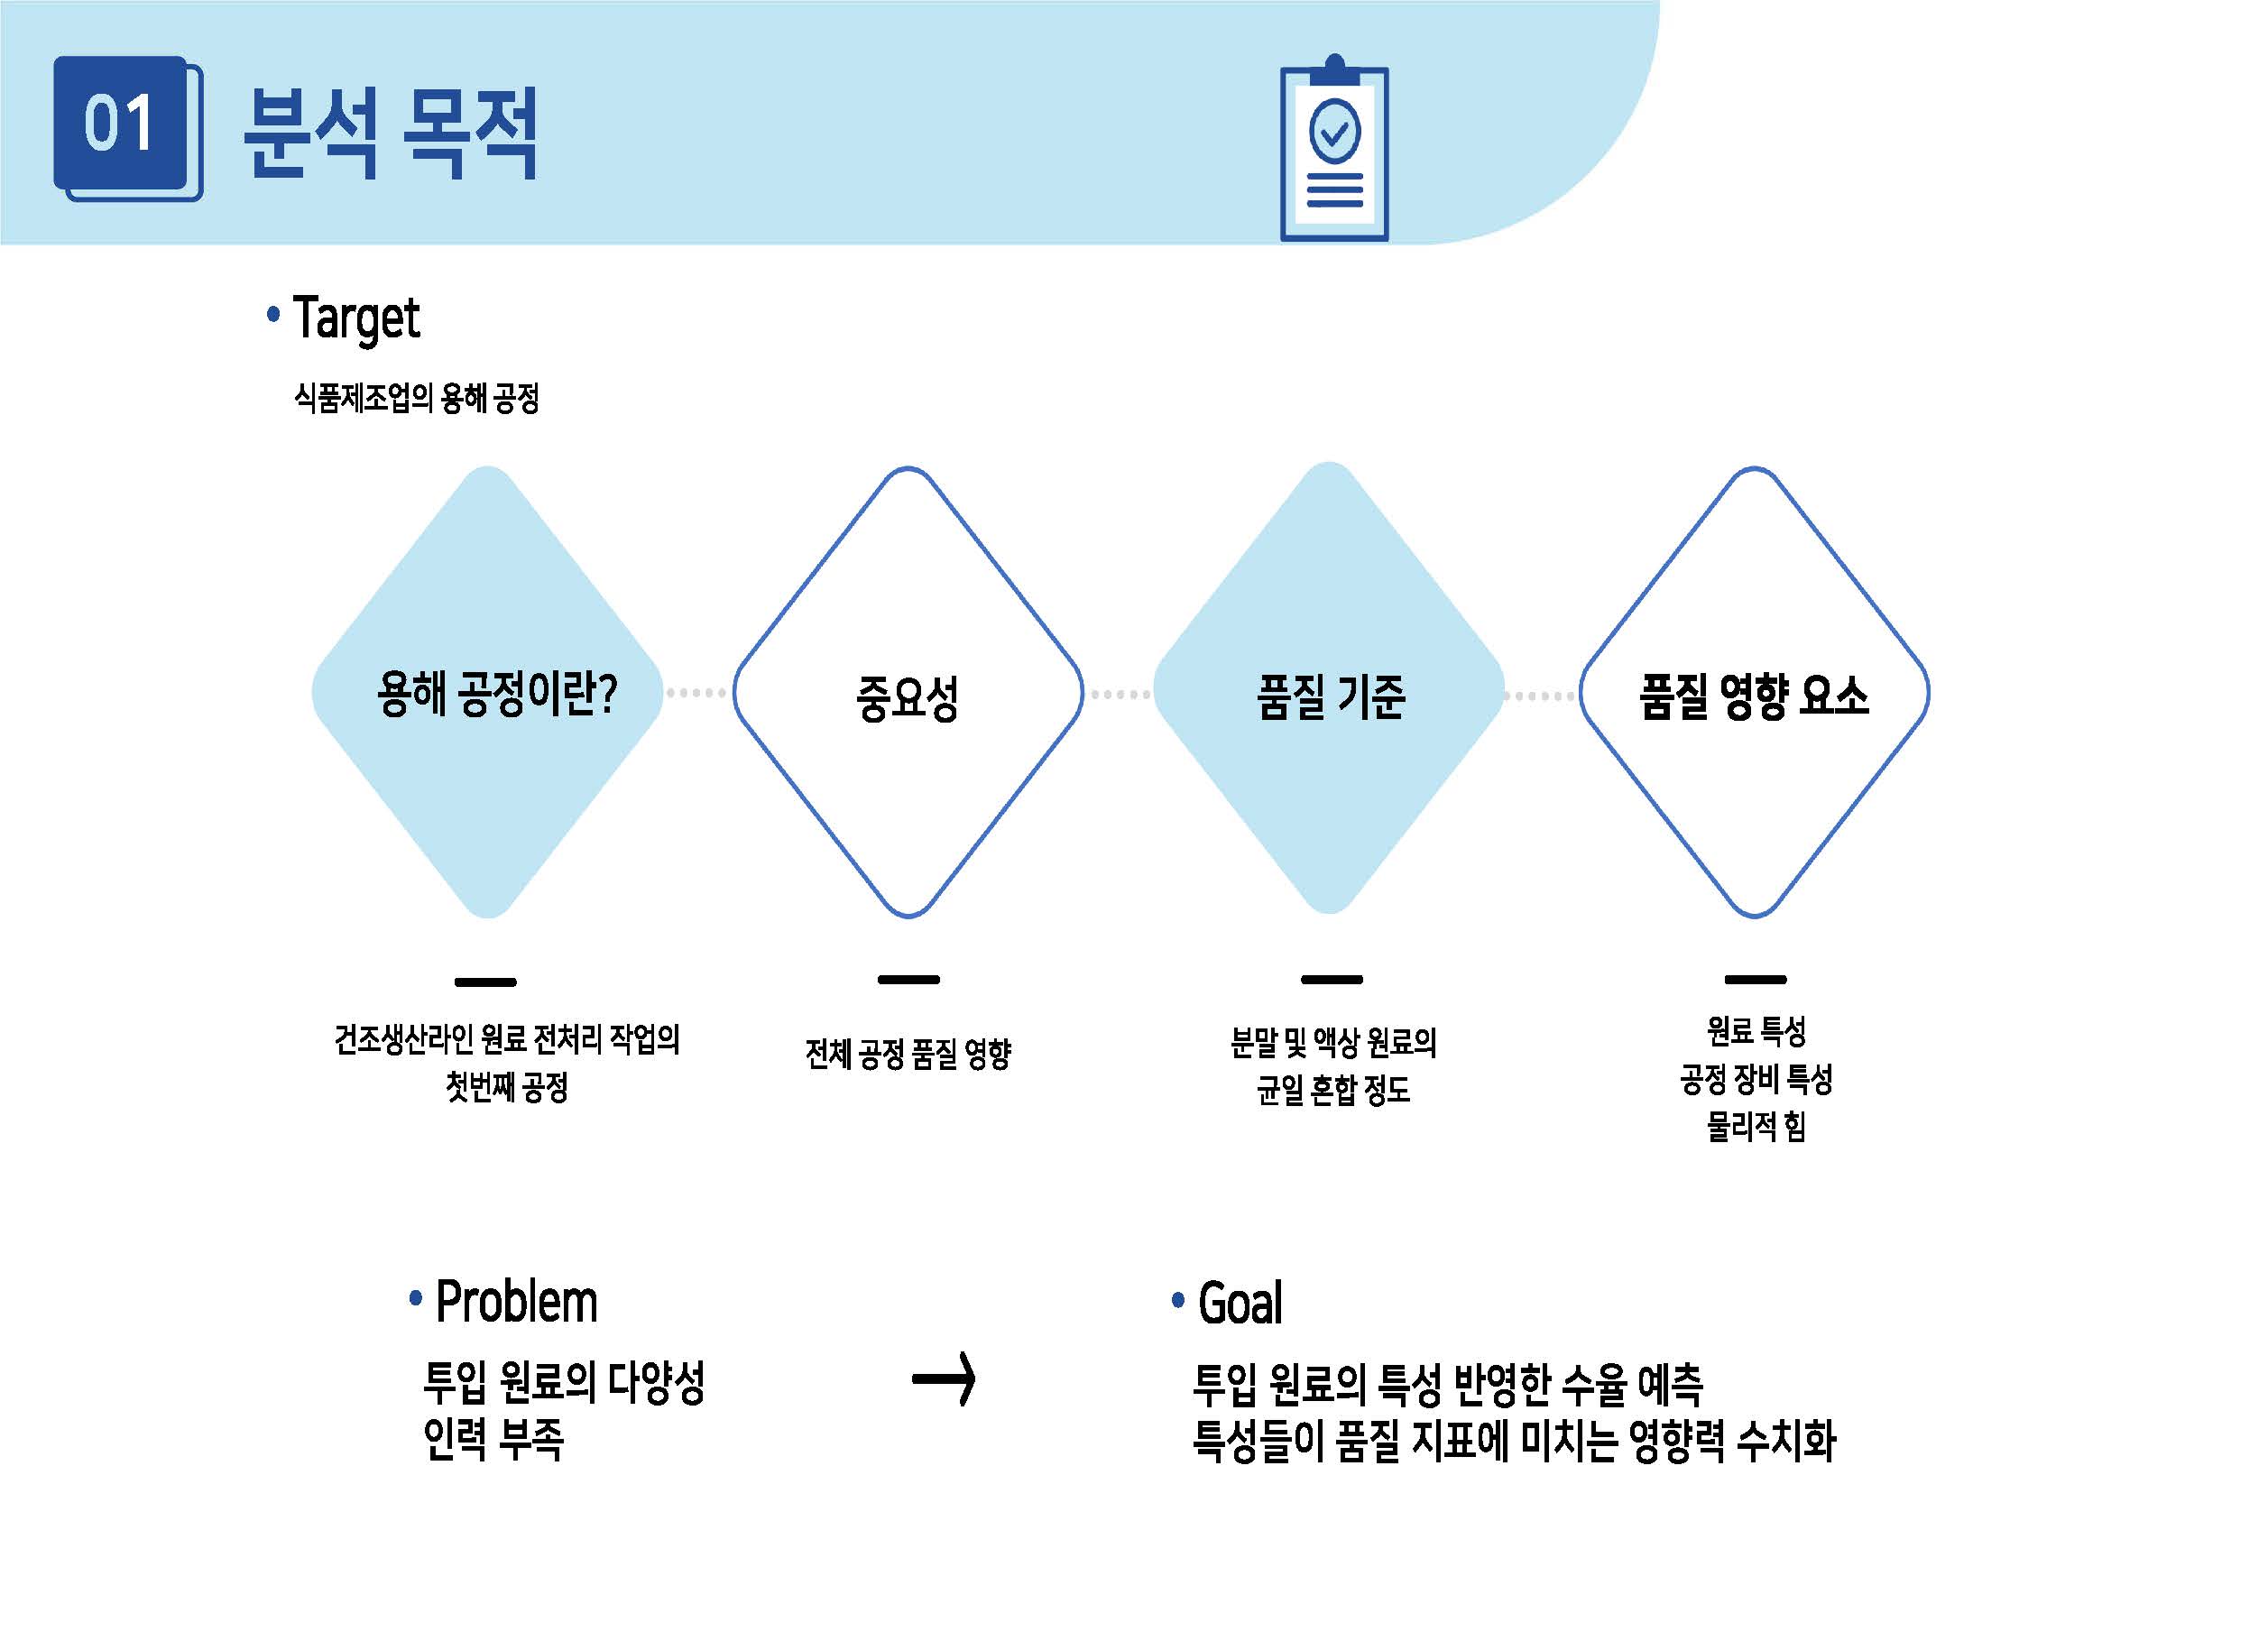 01 분석 목적
• Target
식품제조업의 용해 공정
용해 공정이란?
중요성
품질 기준
품질 영향 요소
건조생산라인 원료 전처리 작업의
첫번째 공정
전체 공정 품질 영향
분말 및 액상 원료의
균일 혼합 정도
원료 특성
공정 장비 특성
물리적 힘
• Problem
투입 원료의 다양성
인력 부족
→
• Goal
투입 원료의 특성 반영한 수율 예측
특성들이 품질 지표에 미치는 영향력 수치화